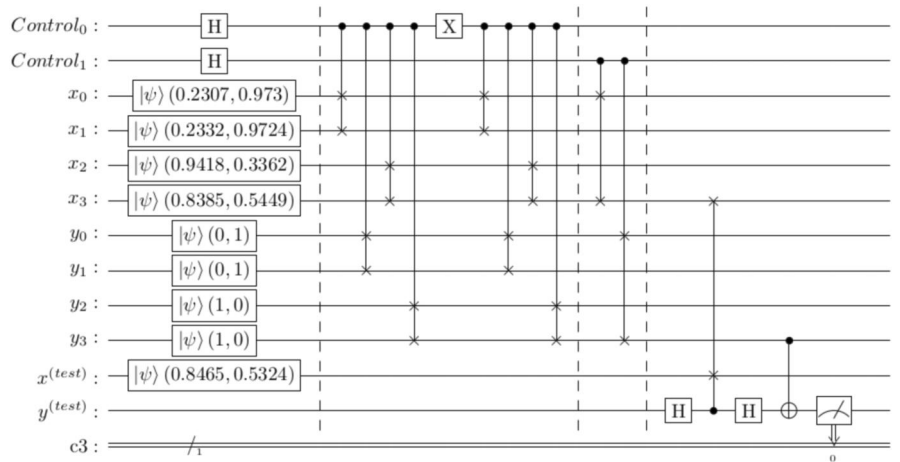 Control₀ : H X
Control₁ : H
x₀ : |ψ⟩ (0.2307, 0.973)
x₁ : |ψ⟩ (0.2332, 0.9724)
x₂ : |ψ⟩ (0.9418, 0.3362)
x₃ : |ψ⟩ (0.8385, 0.5449)
y₀ : |ψ⟩ (0, 1)
y₁ : |ψ⟩ (0, 1)
y₂ : |ψ⟩ (1, 0)
y₃ : |ψ⟩ (1, 0)
x⁽ᵗᵉˢᵗ⁾ : |ψ⟩ (0.8465, 0.5324)
y⁽ᵗᵉˢᵗ⁾ : H H
c3 : /₁
0